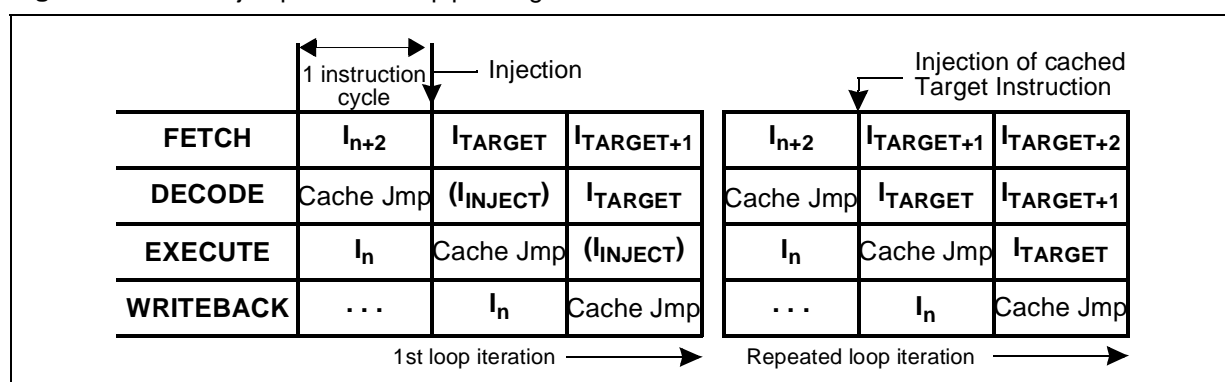 1 instruction cycle
Injection
Injection of cached Target Instruction
FETCH In+2 ITARGET ITARGET+1 In+2 ITARGET+1 ITARGET+2
DECODE Cache Jmp (IINJECT) ITARGET Cache Jmp ITARGET ITARGET+1
EXECUTE In Cache Jmp (IINJECT) In Cache Jmp ITARGET
WRITEBACK . . . In Cache Jmp . . . In Cache Jmp
1st loop iteration
Repeated loop iteration